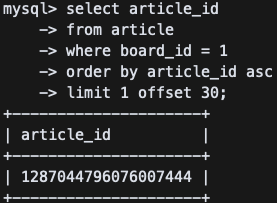 mysql> select article_id
    -> from article
    -> where board_id = 1
    -> order by article_id asc
    -> limit 1 offset 30;
+---------------------+
| article_id          |
+---------------------+
| 1287044796076007444 |
+---------------------+